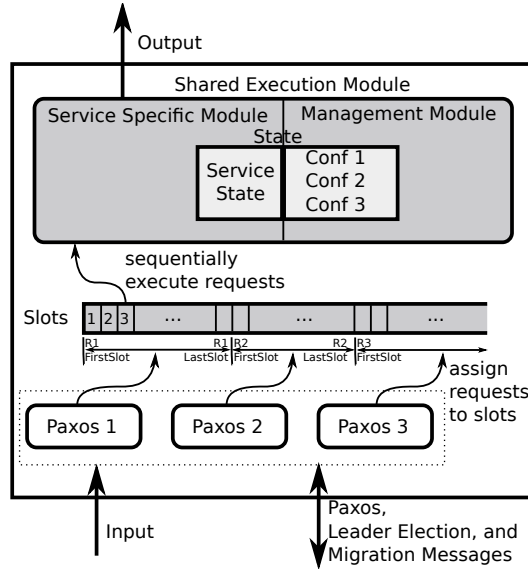 Output
Shared Execution Module
Service Specific Module
Management Module
State
Service
State
Conf 1
Conf 2
Conf 3
sequentially
execute requests
Slots
1 2 3 ... ... ...
R1 R1 R2 R2 R3
FirstSlot LastSlot FirstSlot LastSlot FirstSlot
assign
requests
to slots
Paxos 1
Paxos 2
Paxos 3
Input
Paxos,
Leader Election, and
Migration Messages